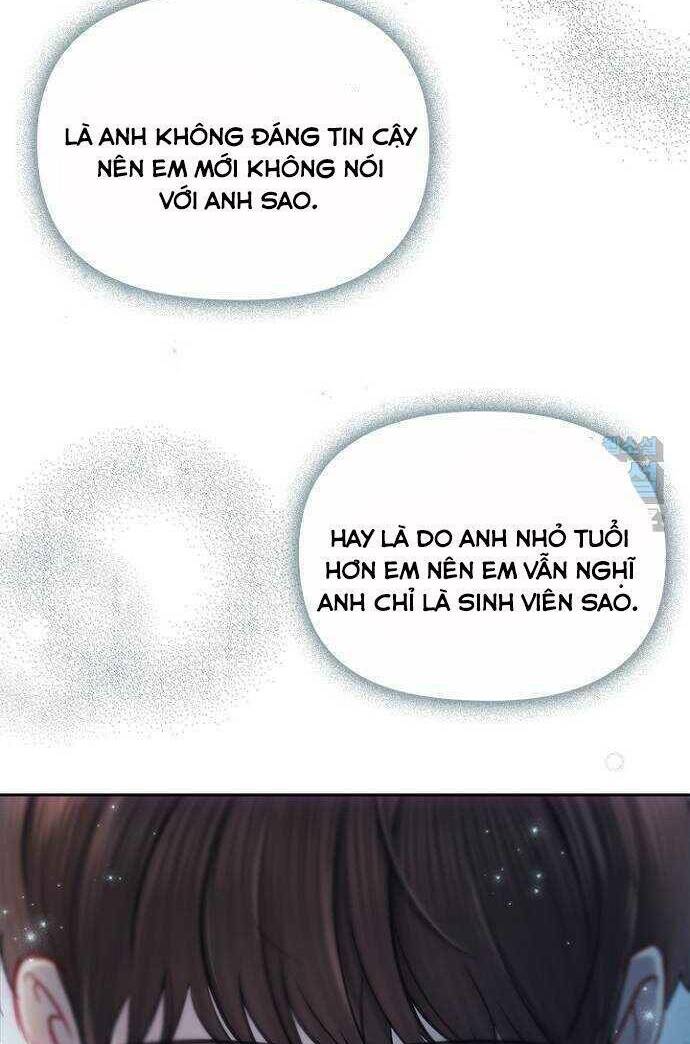 LÀ ANH KHÔNG ĐÁNG TIN CẬY
NÊN EM MỚI KHÔNG NÓI
VỚI ANH SAO.
HAY LÀ DO ANH NHỎ TUỔI
HƠN EM NÊN EM VẪN NGHĨ
ANH CHỈ LÀ SINH VIÊN SAO.